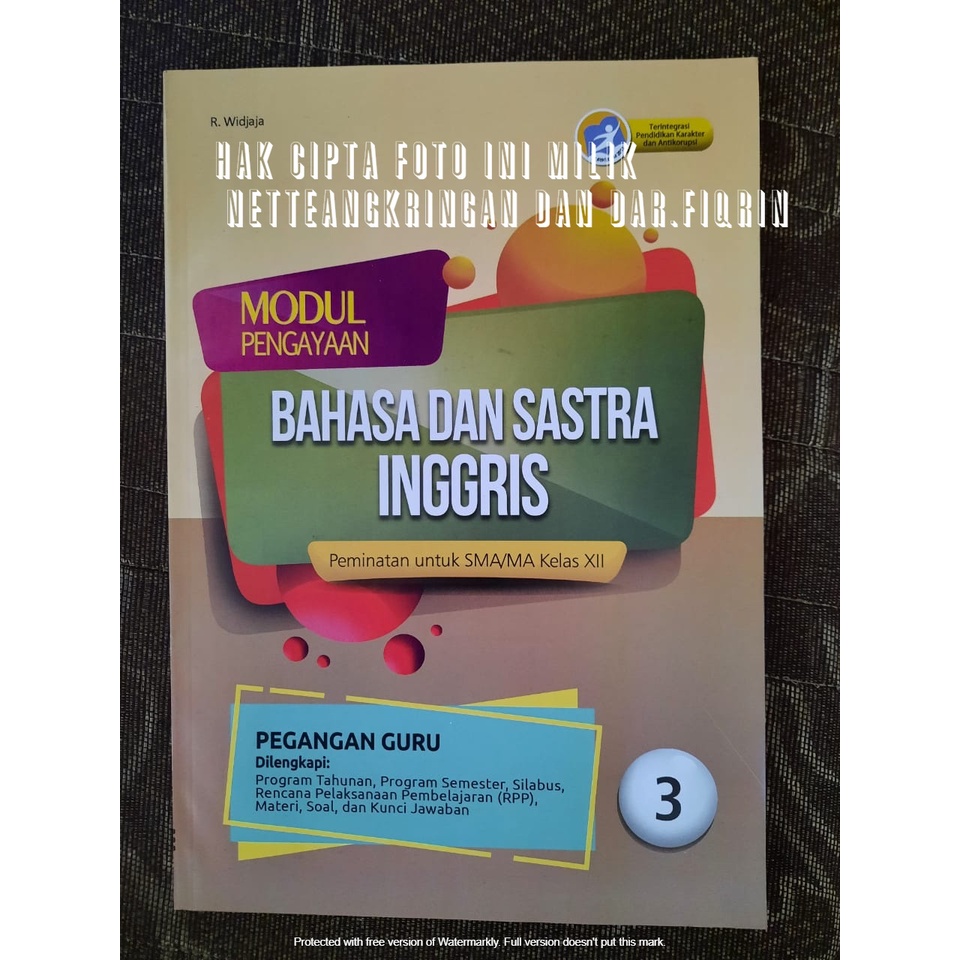 R. Widjaja
Terintegrasi
Pendidikan Karakter
dan Antikorupsi
HAK CIPTA FOTO INI MILIK
NETTEANGKRINGAN DAN DAR.FIQRIN
MODUL
PENGAYAAN
BAHASA DAN SASTRA
INGGRIS
Peminatan untuk SMA/MA Kelas XII
PEGANGAN GURU
Dilengkapi:
Program Tahunan, Program Semester, Silabus,
Rencana Pelaksanaan Pembelajaran (RPP),
Materi, Soal, dan Kunci Jawaban
3
Protected with free version of Watermarkly. Full version doesn't put this mark.